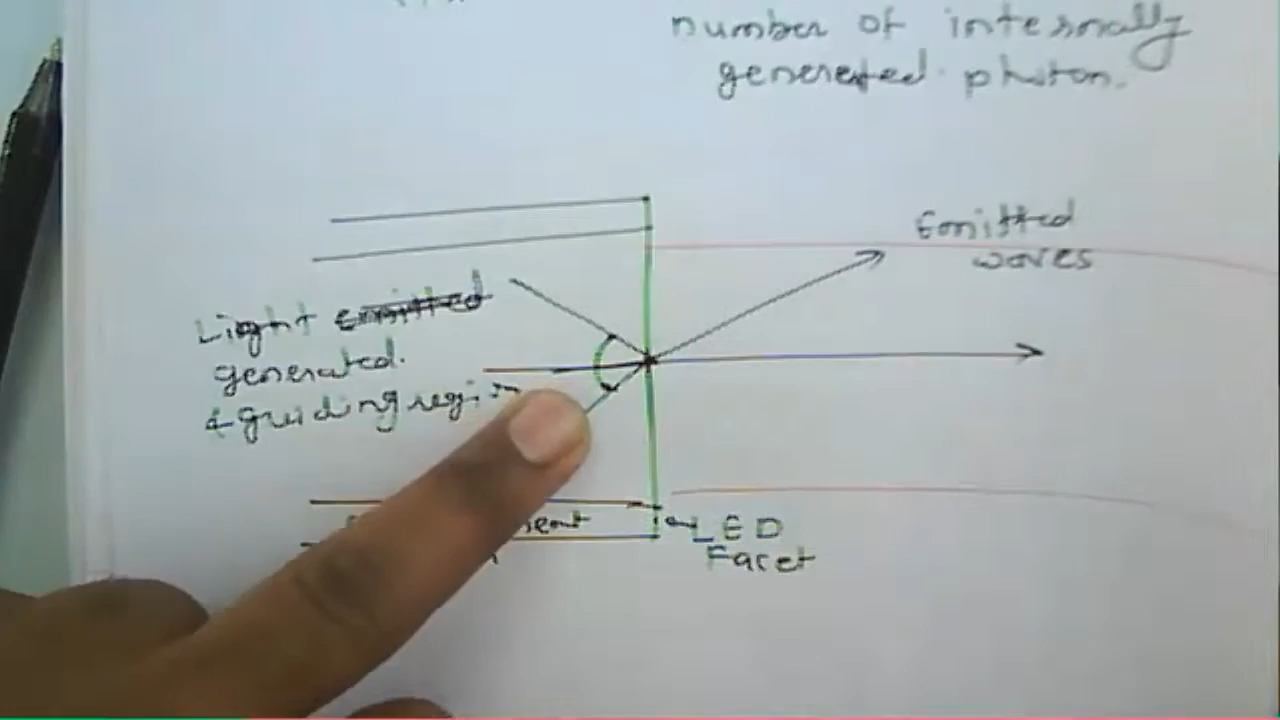 number of internally
generated photon.
Emitted
waves
Light emitted
generated.
& guiding region
LED
Facet